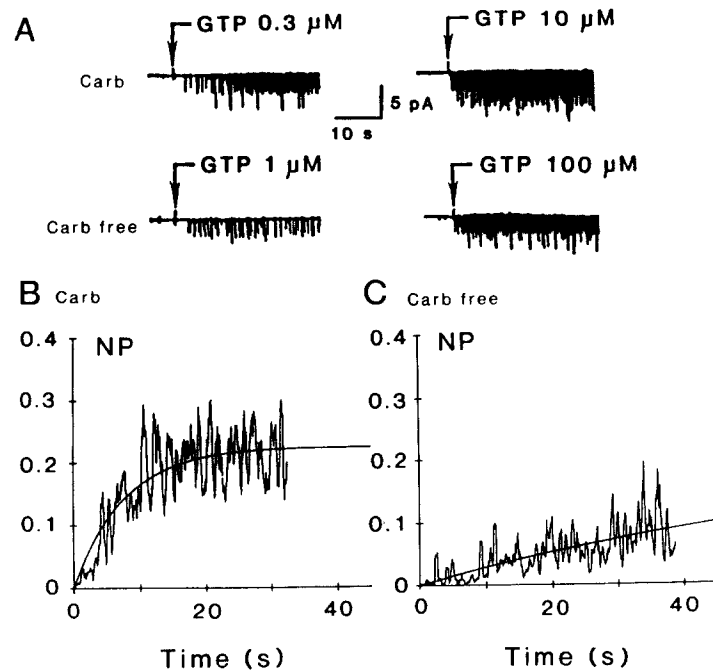 A
GTP 0.3 µM
GTP 10 µM
Carb
5 pA
10 s
GTP 1 µM
GTP 100 µM
Carb free
B Carb
C Carb free
0.4
NP
0.3
0.2
0.1
0
0 20 40
Time (s)
0.4
NP
0.3
0.2
0.1
0
0 20 40
Time (s)